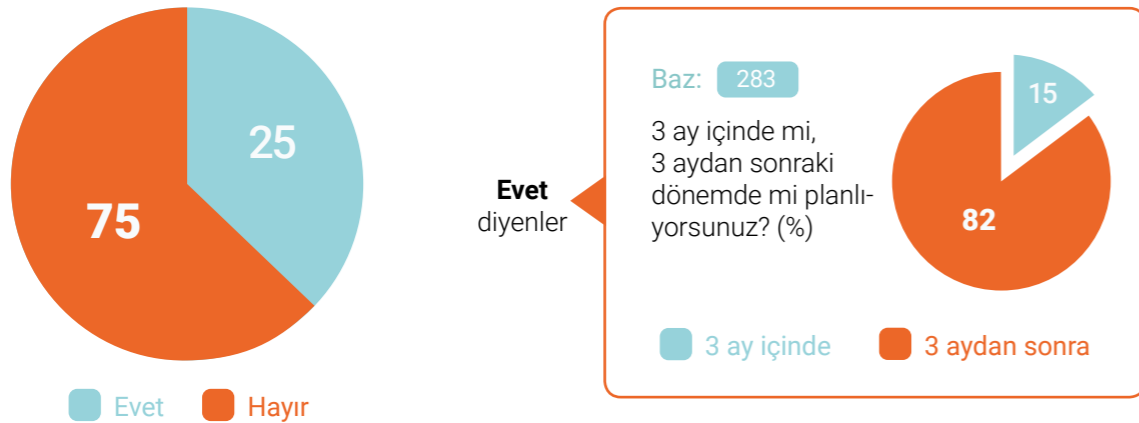 25
75
Evet
Hayır
Evet
diyenler
Baz: 283
3 ay içinde mi,
3 aydan sonraki
dönemde mi planlı-
yorsunuz? (%)
15
82
3 ay içinde
3 aydan sonra